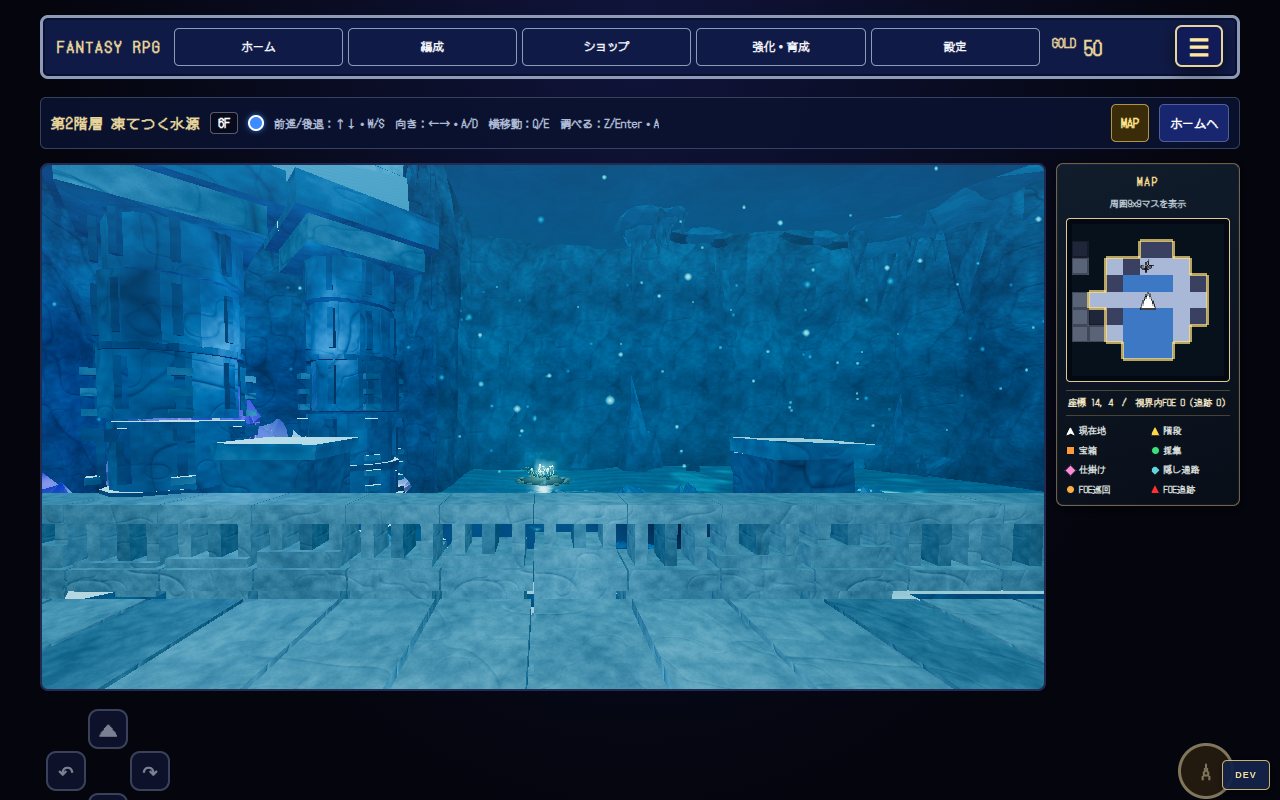 FANTASY RPG
ホーム
編成
ショップ
強化・育成
設定
GOLD 50
第2階層 凍てつく水源
6F
前進/後退：↑↓・W/S 向き：←→・A/D 横移動：Q/E 調べる：Z/Enter・A
MAP
ホームへ
MAP
周囲9x9マスを表示
座標 14, 4 / 視界内FOE 0 (追跡 0)
現在地
階段
宝箱
採集
仕掛け
隠し通路
FOE巡回
FOE追跡
A
DEV